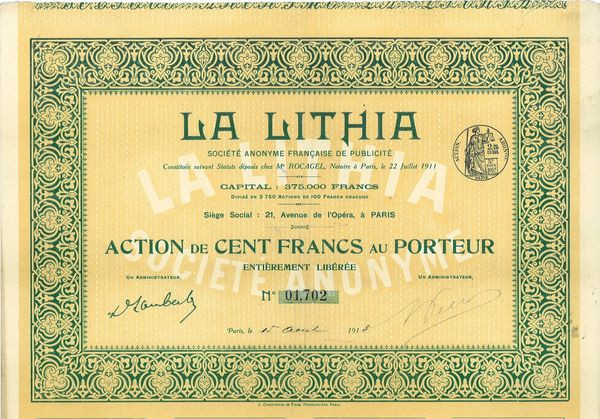 LA LITHIA
SOCIÉTÉ ANONYME FRANÇAISE DE PUBLICITÉ
Constituée suivant Statuts déposés chez Me ROCAGEL, Notaire à Paris, le 22 Juillet 1911
CAPITAL : 375.000 FRANCS
DIVISÉ EN 3 750 ACTIONS DE 100 FRANCS CHACUNE
Siège Social : 21, Avenue de l'Opéra, à PARIS
ACTION DE CENT FRANCS AU PORTEUR
ENTIÈREMENT LIBÉRÉE
UN ADMINISTRATEUR, UN ADMINISTRATEUR,
No 01.702
Paris, le 15 Août 1913
LA LITHIA
SOCIÉTÉ ANONYME